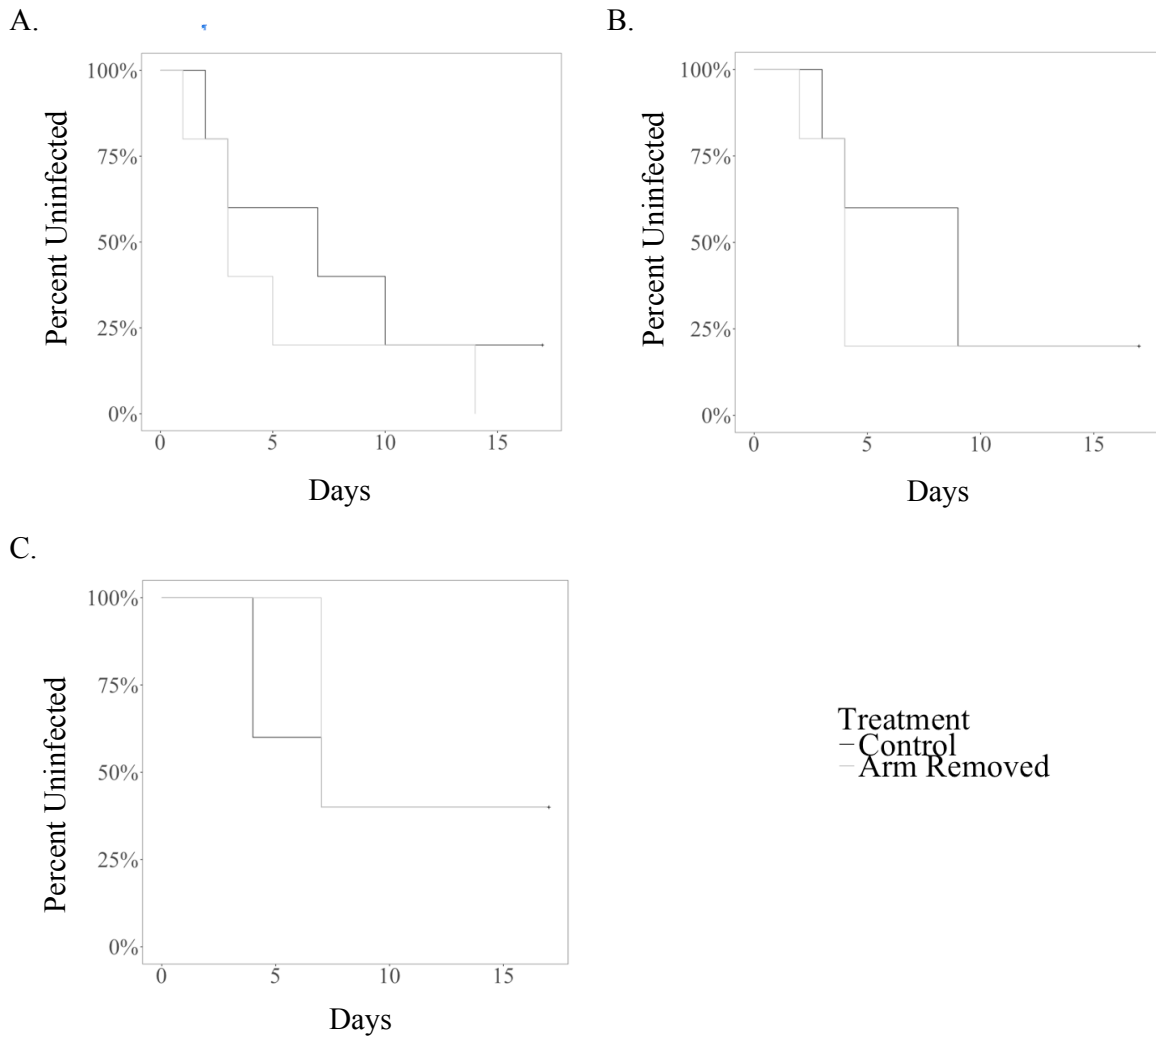 A.
100%
75%
50%
25%
0%
Percent Uninfected
0 5 10 15
Days
B.
100%
75%
50%
25%
0%
Percent Uninfected
0 5 10 15
Days
C.
100%
75%
50%
25%
0%
Percent Uninfected
0 5 10 15
Days
Treatment
Control
Arm Removed